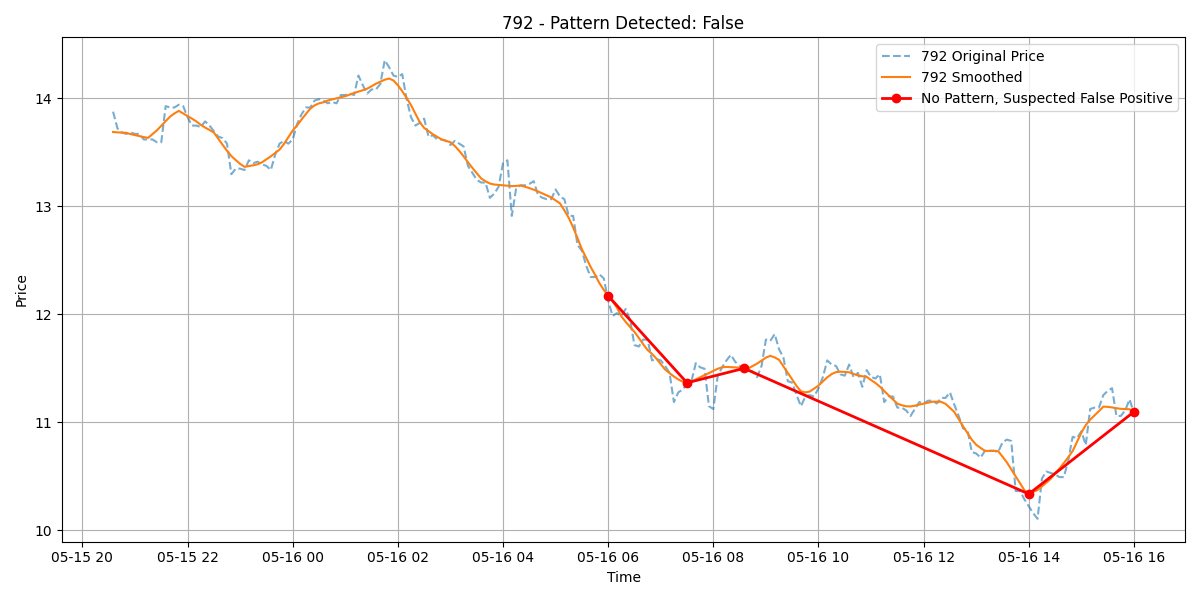 792 - Pattern Detected: False
792 Original Price
792 Smoothed
No Pattern, Suspected False Positive
Price
14
13
12
11
10
05-15 20 05-15 22 05-16 00 05-16 02 05-16 04 05-16 06 05-16 08 05-16 10 05-16 12 05-16 14 05-16 16
Time